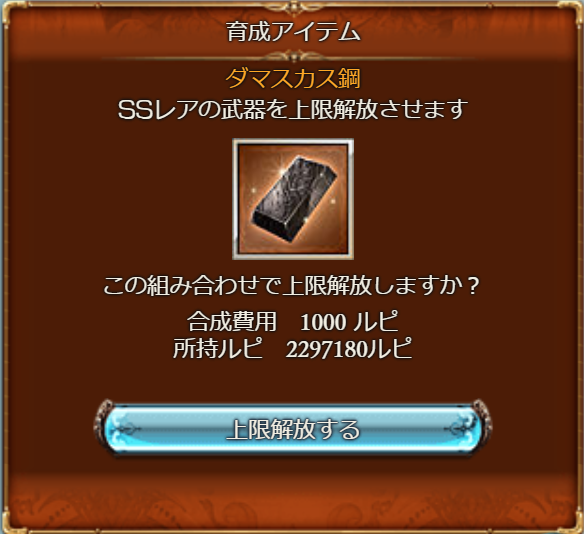 育成アイテム
ダマスカス鋼
SSレアの武器を上限解放させます
この組み合わせで上限解放しますか？
合成費用　1000 ルピ
所持ルピ　2297180ルピ
上限解放する